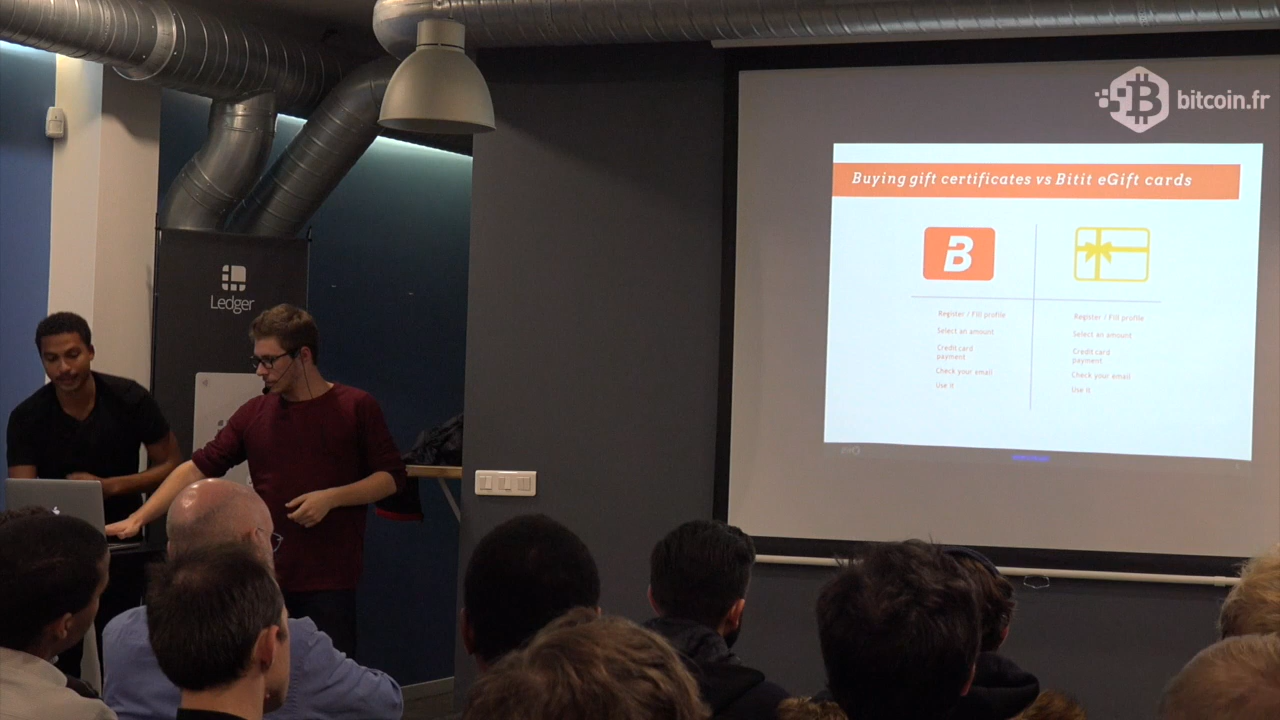 bitcoin.fr
Buying gift certificates vs Bitit eGift cards
Register / Fill profile
Select an amount
Credit card
payment
Check your email
Use it
Register / Fill profile
Select an amount
Credit card
payment
Check your email
Use it
Ledger